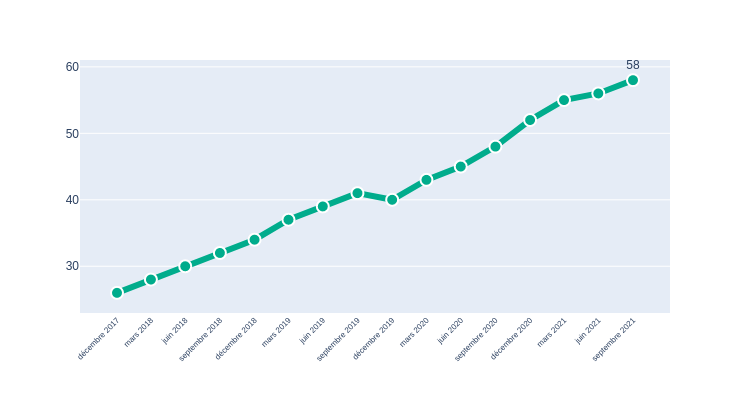 58
60
50
40
30
décembre 2017
mars 2018
juin 2018
septembre 2018
décembre 2018
mars 2019
juin 2019
septembre 2019
décembre 2019
mars 2020
juin 2020
septembre 2020
décembre 2020
mars 2021
juin 2021
septembre 2021